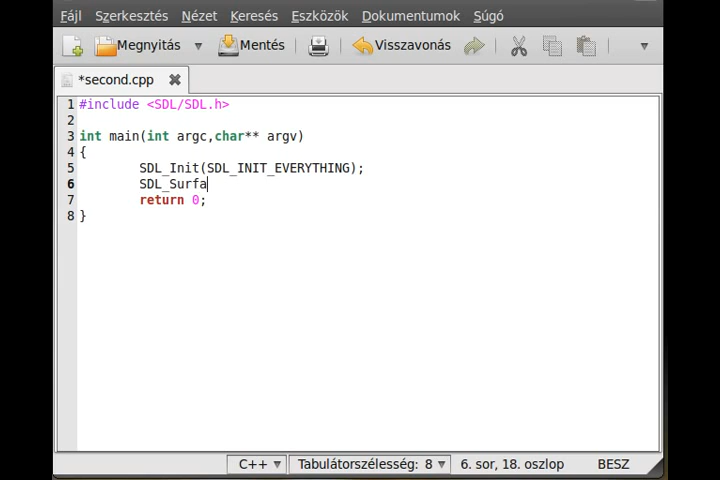 Fájl Szerkesztés Nézet Keresés Eszközök Dokumentumok Súgó
Megnyitás Mentés Visszavonás
*second.cpp
1 #include <SDL/SDL.h>
2
3 int main(int argc,char** argv)
4 {
5 SDL_Init(SDL_INIT_EVERYTHING);
6 SDL_Surfa
7 return 0;
8 }
C++ Tabulátorszélesség: 8 6. sor, 18. oszlop BESZ